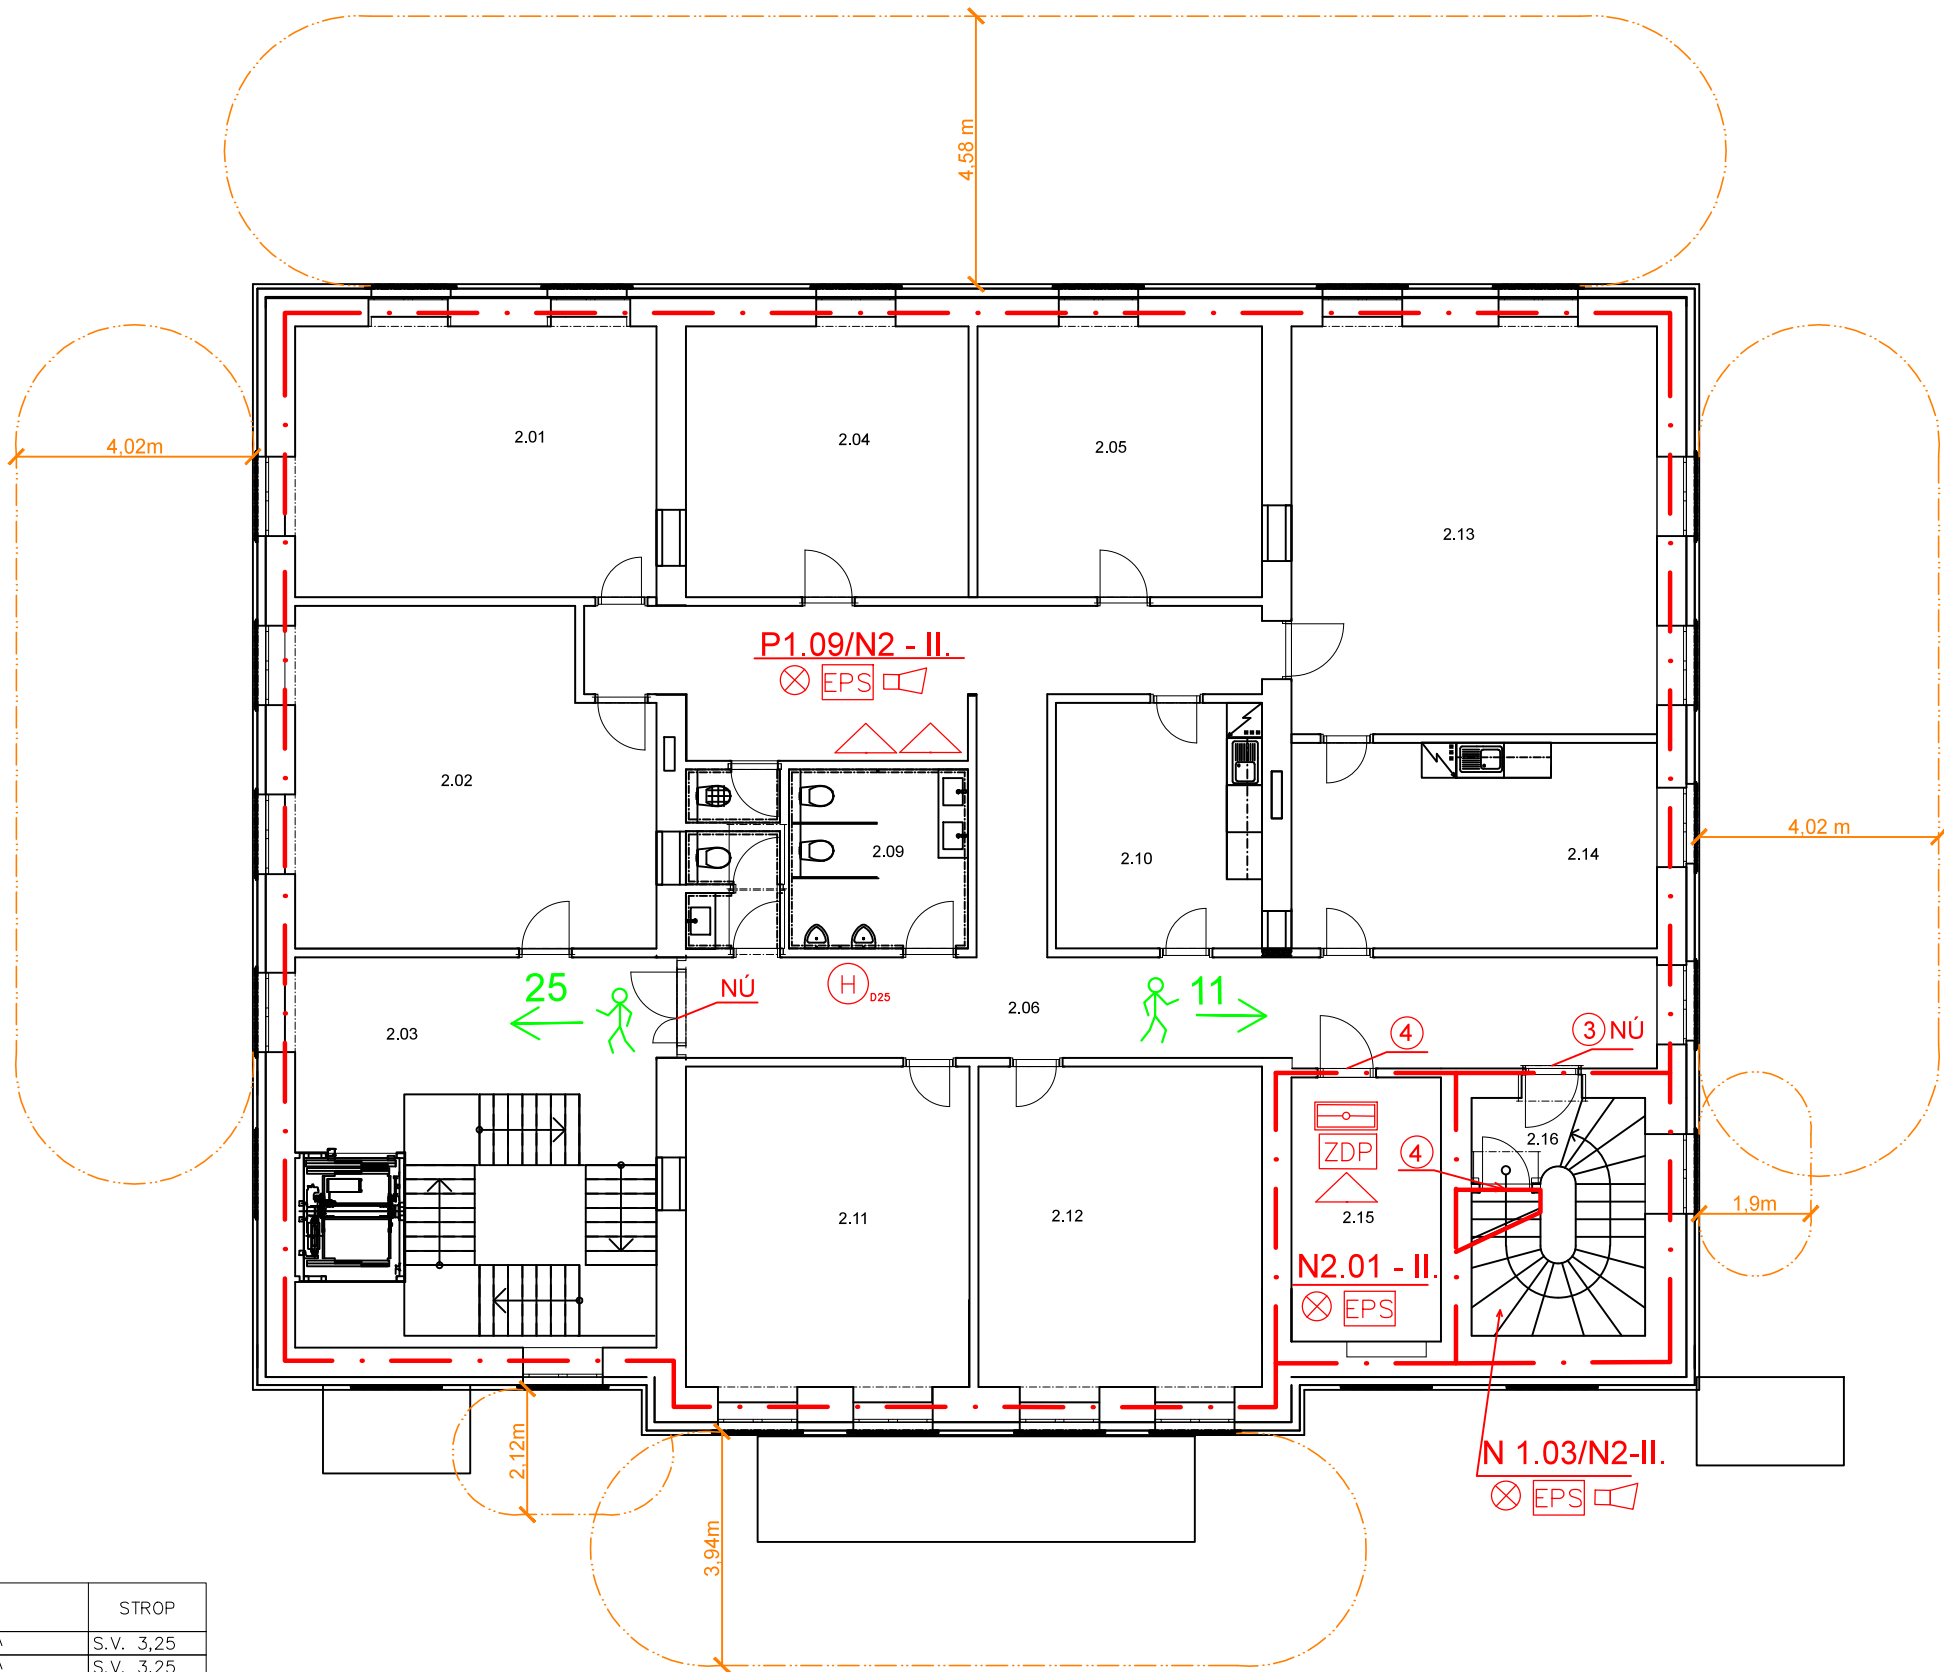 4,58 m
4,02m
2.01
2.04
2.05
2.13
P1.09/N2 - II.
EPS
2.02
2.09
2.10
2.14
4,02 m
25
NÚ
H
D25
2.03
2.06
11
4
3 NÚ
ZDP
4
2.16
2.11
2.12
2.15
1,9m
N2.01 - II.
EPS
2,12m
N 1.03/N2-II.
EPS
3,94m
STROP
S.V. 3,25
S.V. 3,25